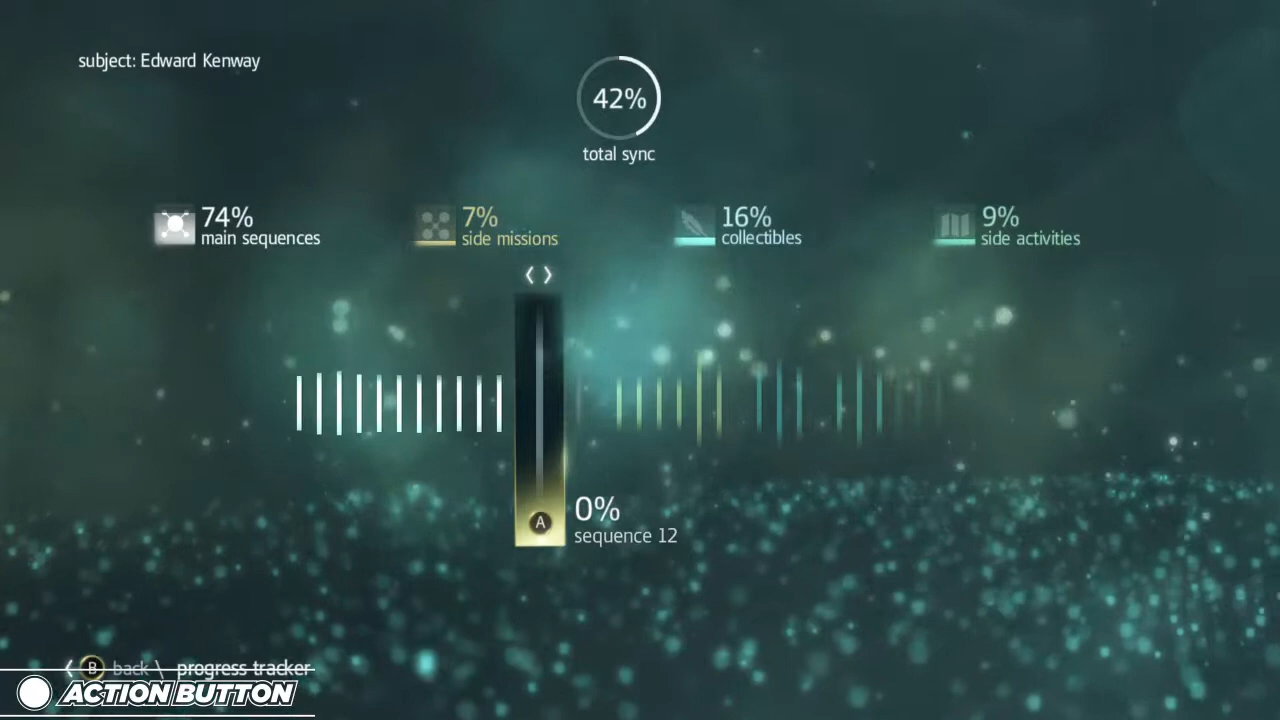 subject: Edward Kenway
42%
total sync
74%
main sequences
7%
side missions
16%
collectibles
9%
side activities
A
0%
sequence 12
B back \ progress tracker
ACTION BUTTON